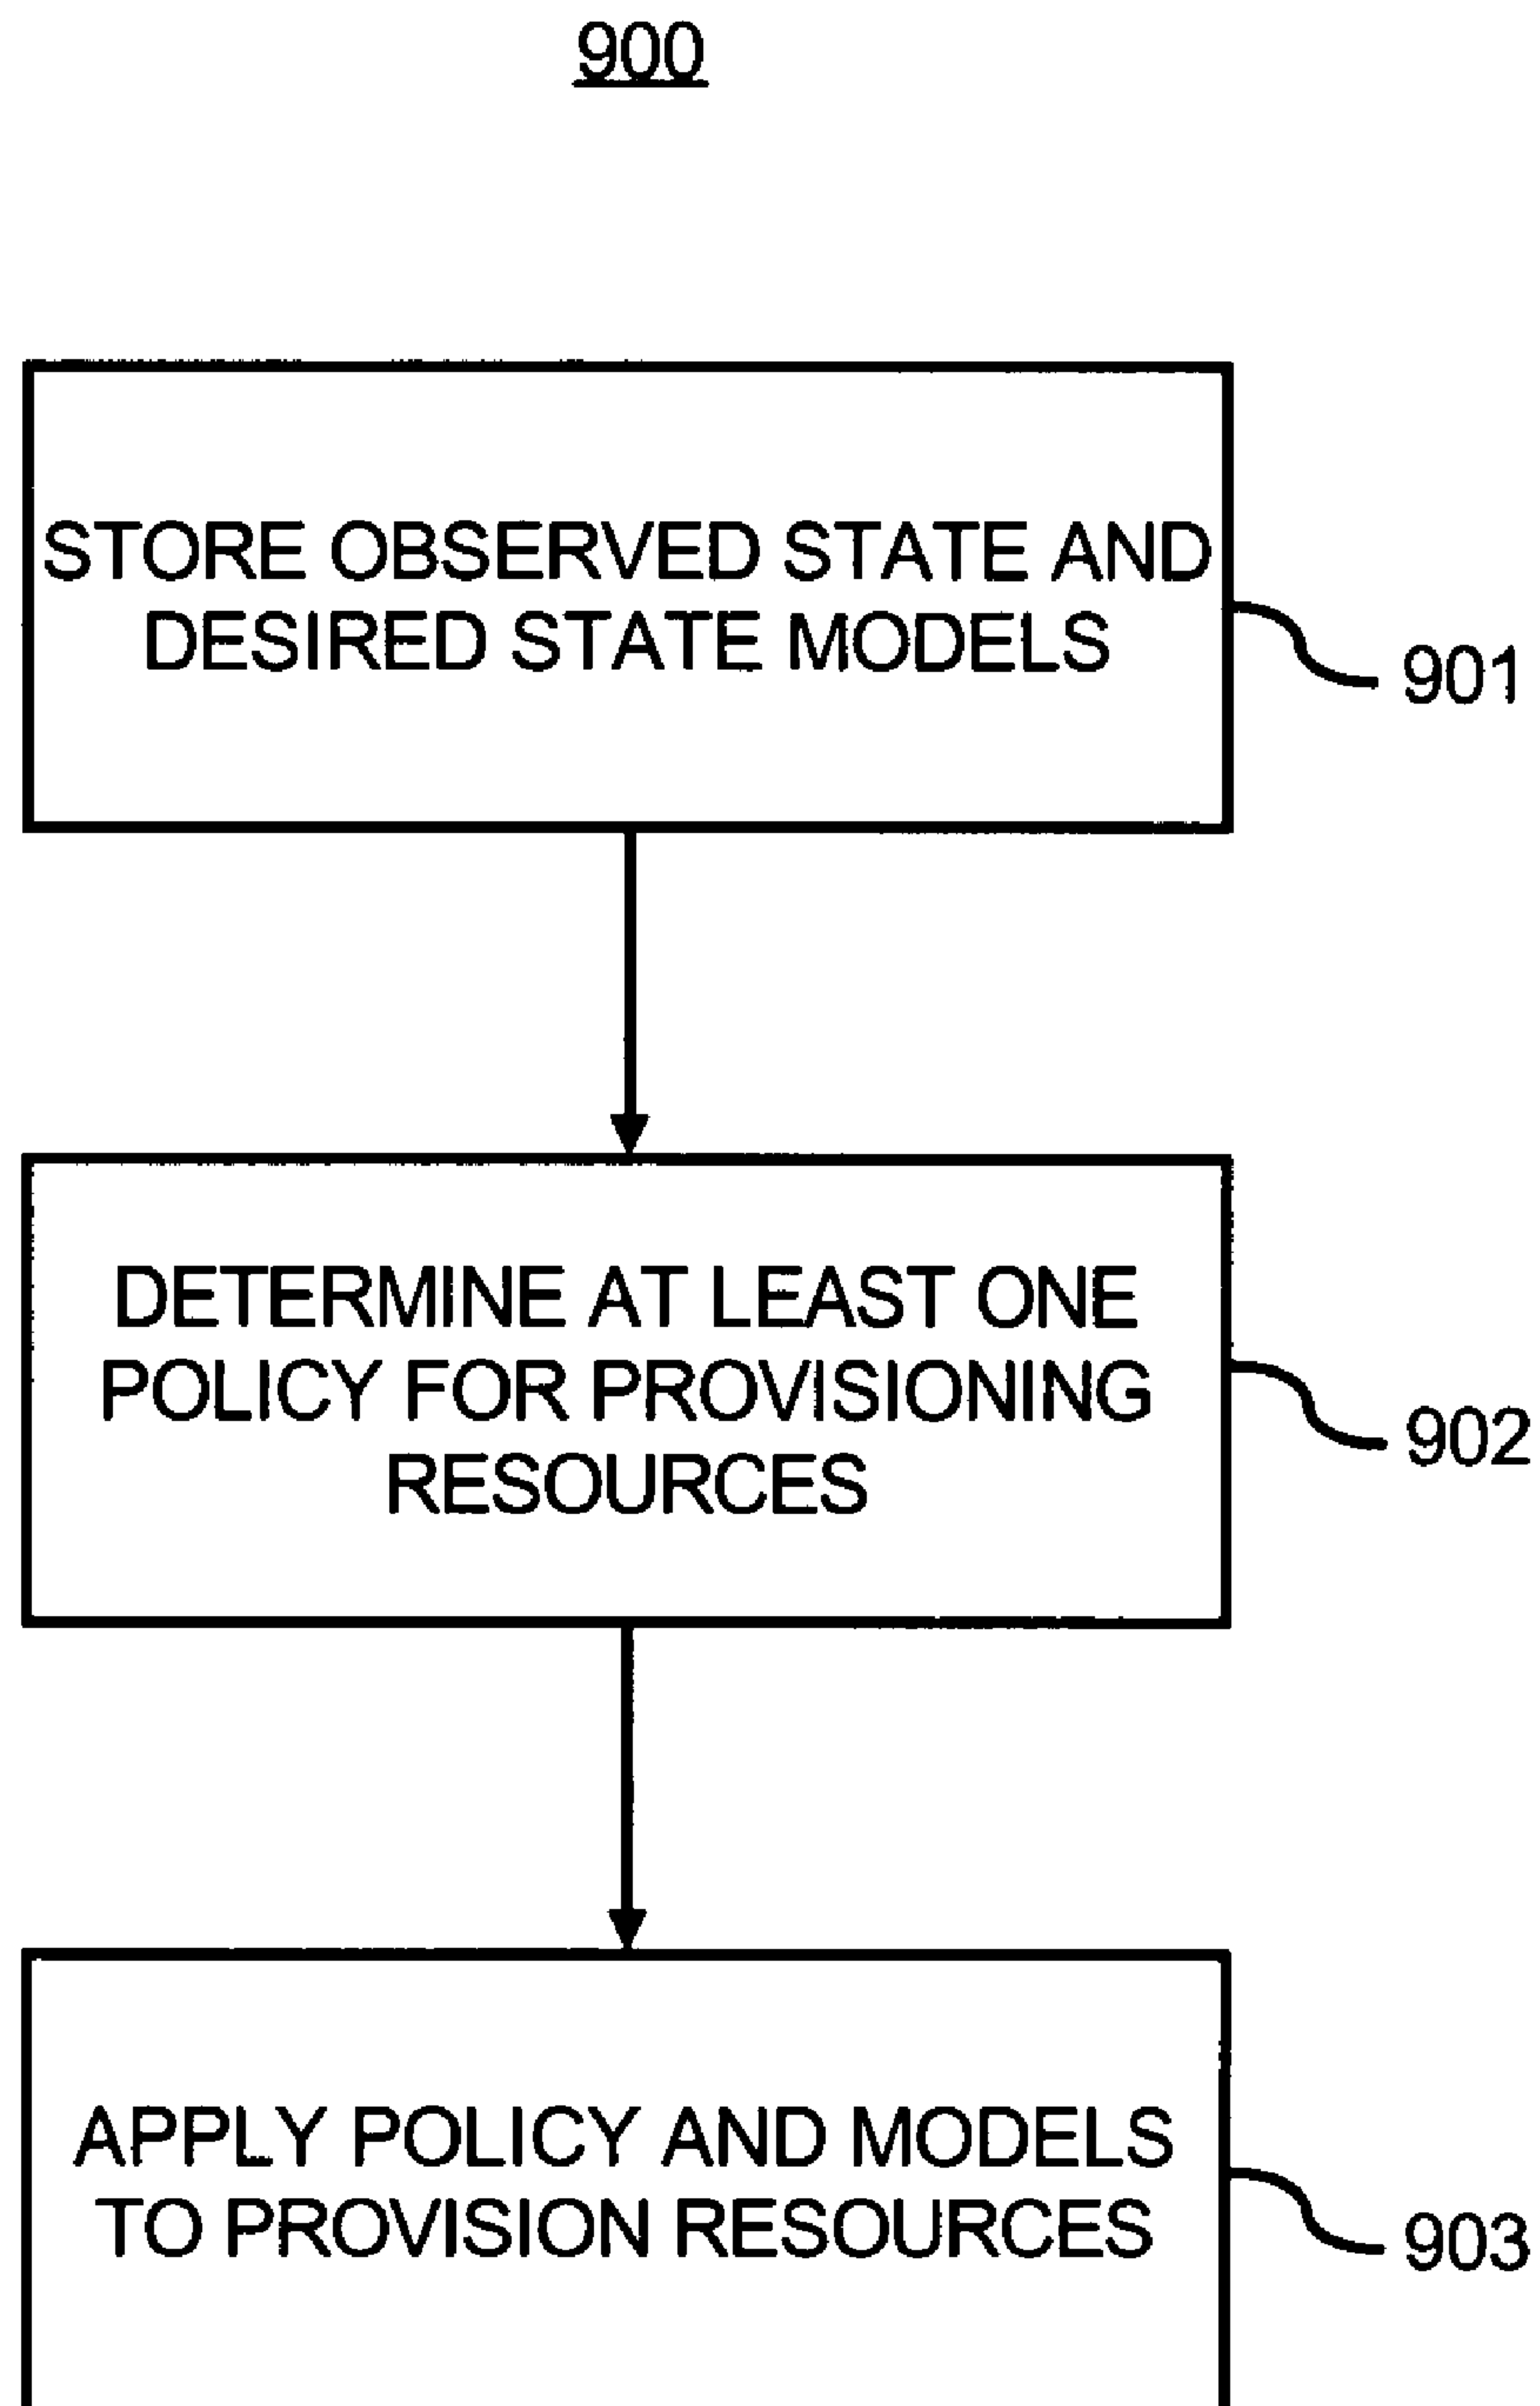 900
STORE OBSERVED STATE AND
DESIRED STATE MODELS
901
DETERMINE AT LEAST ONE
POLICY FOR PROVISIONING
RESOURCES
902
APPLY POLICY AND MODELS
TO PROVISION RESOURCES
903